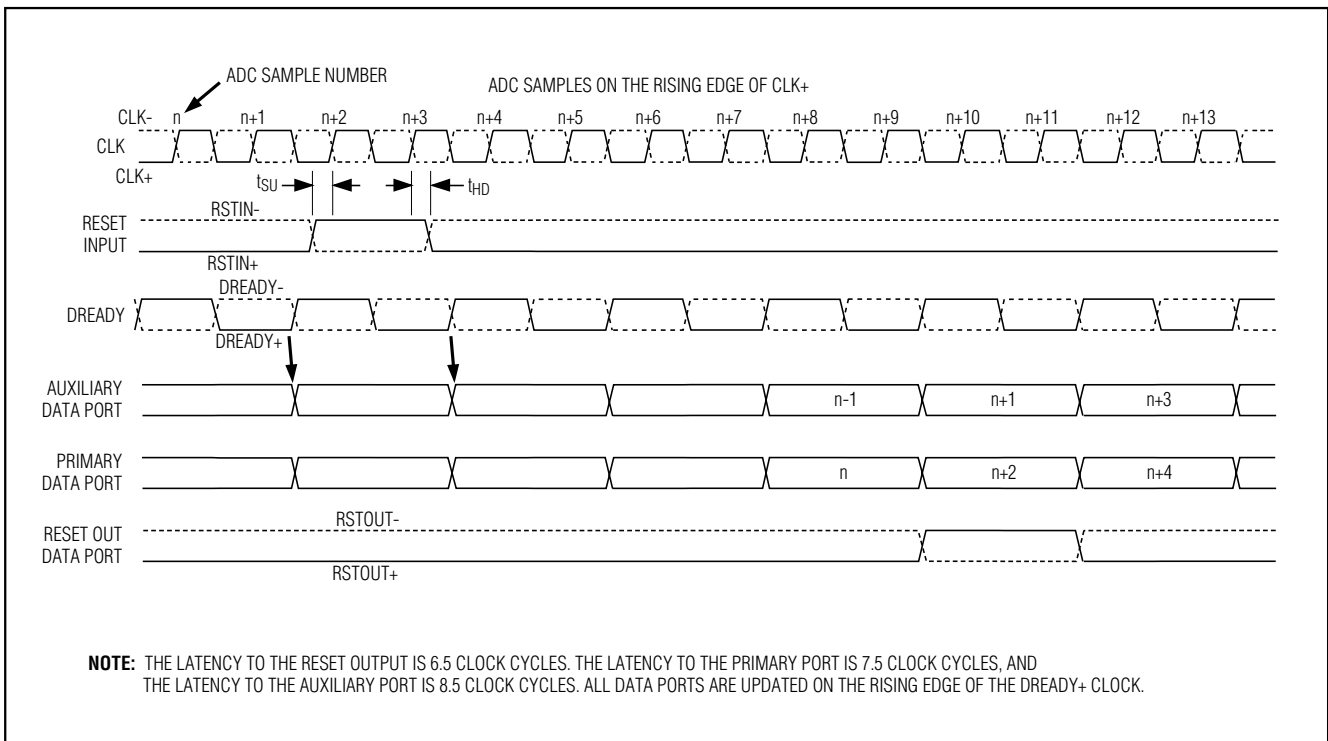 ADC SAMPLE NUMBER
ADC SAMPLES ON THE RISING EDGE OF CLK+
CLK- n n+1 n+2 n+3 n+4 n+5 n+6 n+7 n+8 n+9 n+10 n+11 n+12 n+13
CLK
CLK+
tSU tHD
RSTIN-
RESET
INPUT
RSTIN+
DREADY-
DREADY
DREADY+
AUXILIARY
DATA PORT
n-1 n+1 n+3
PRIMARY
DATA PORT
n n+2 n+4
RSTOUT-
RESET OUT
DATA PORT
RSTOUT+
NOTE: THE LATENCY TO THE RESET OUTPUT IS 6.5 CLOCK CYCLES. THE LATENCY TO THE PRIMARY PORT IS 7.5 CLOCK CYCLES, AND
THE LATENCY TO THE AUXILIARY PORT IS 8.5 CLOCK CYCLES. ALL DATA PORTS ARE UPDATED ON THE RISING EDGE OF THE DREADY+ CLOCK.